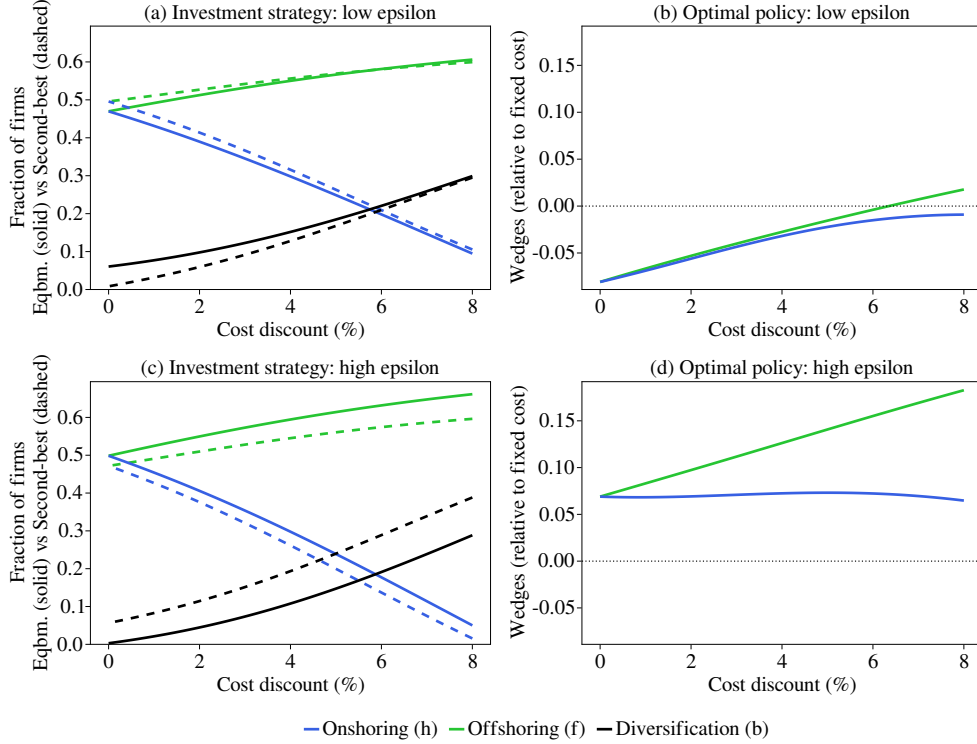 (a) Investment strategy: low epsilon
Fraction of firms
Eqbm. (solid) vs Second-best (dashed)
0.6
0.5
0.4
0.3
0.2
0.1
0.0
0 2 4 6 8
Cost discount (%)
(b) Optimal policy: low epsilon
Wedges (relative to fixed cost)
0.15
0.10
0.05
0.00
-0.05
0 2 4 6 8
Cost discount (%)
(c) Investment strategy: high epsilon
Fraction of firms
Eqbm. (solid) vs Second-best (dashed)
0.6
0.5
0.4
0.3
0.2
0.1
0.0
0 2 4 6 8
Cost discount (%)
(d) Optimal policy: high epsilon
Wedges (relative to fixed cost)
0.15
0.10
0.05
0.00
-0.05
0 2 4 6 8
Cost discount (%)
Onshoring (h) Offshoring (f) Diversification (b)